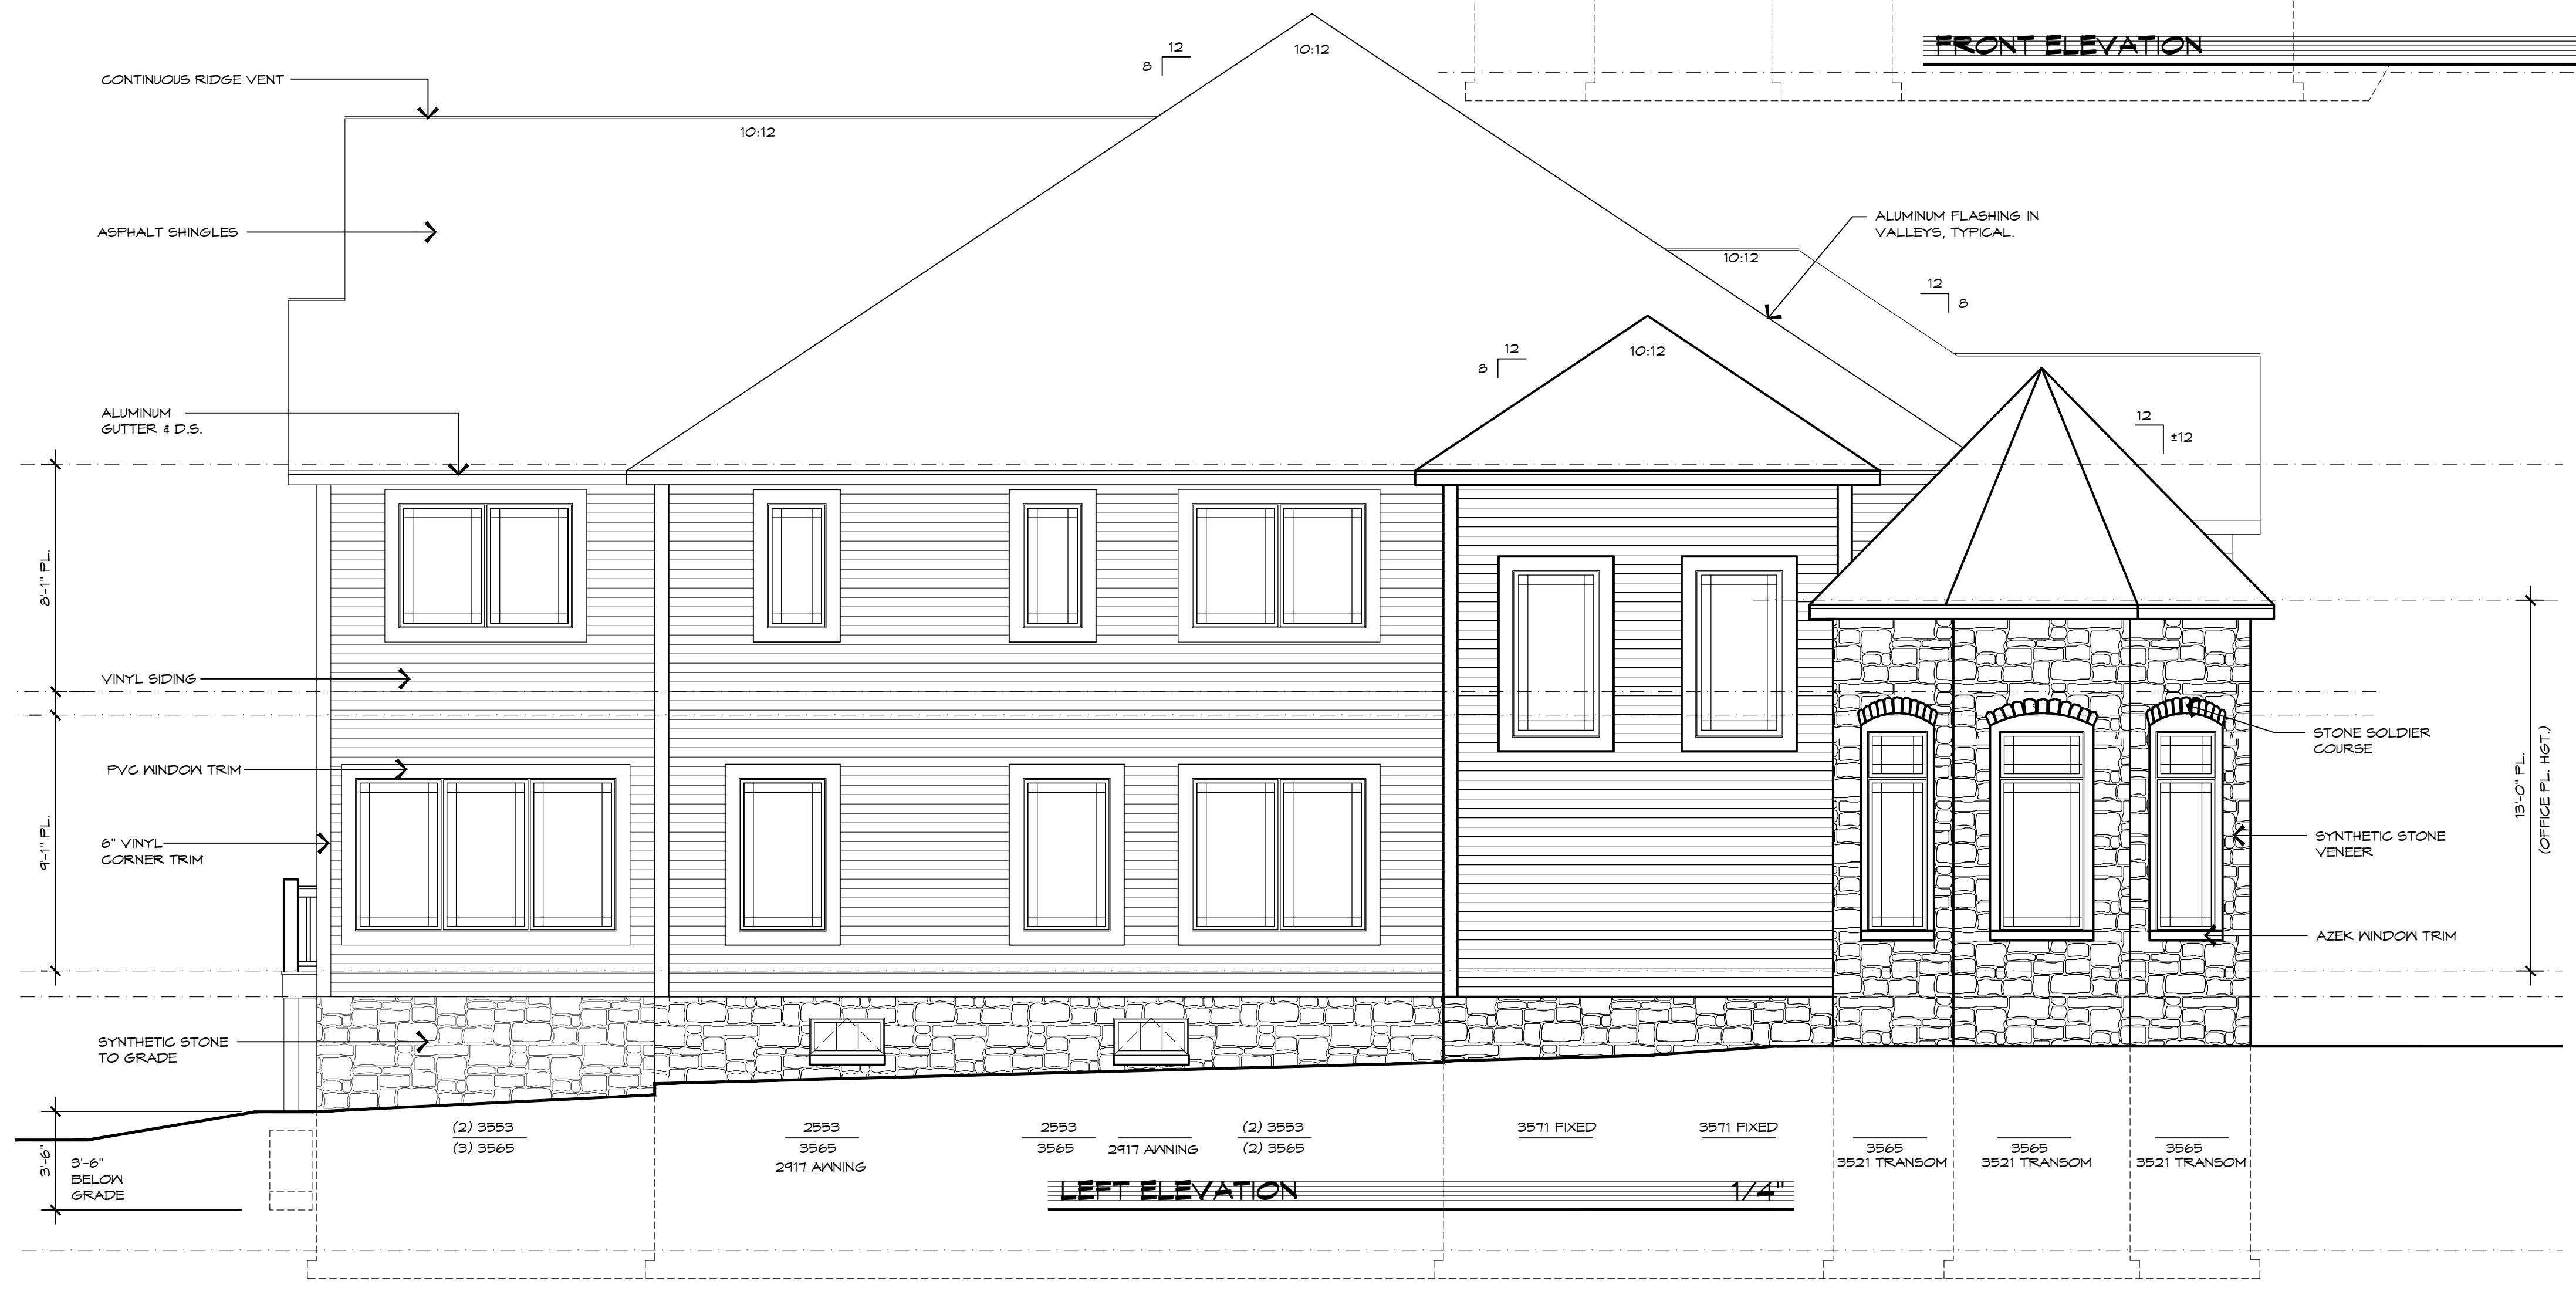 FRONT ELEVATION
12
8
10:12
CONTINUOUS RIDGE VENT
10:12
ASPHALT SHINGLES
ALUMINUM FLASHING IN
VALLEYS, TYPICAL.
10:12
12
8
12
8
10:12
ALUMINUM
GUTTER & D.S.
12
±12
8'-1" PL.
VINYL SIDING
STONE SOLDIER
COURSE
PVC WINDOW TRIM
13'-0" PL.
(OFFICE PL. HGT.)
9'-1" PL.
6" VINYL
CORNER TRIM
SYNTHETIC STONE
VENEER
AZEK WINDOW TRIM
SYNTHETIC STONE
TO GRADE
3'-6"
3'-6"
BELOW
GRADE
(2) 3553
(3) 3565
2553
3565
2917 AWNING
2553
3565
2917 AWNING
(2) 3553
(2) 3565
3571 FIXED
3571 FIXED
3565
3521 TRANSOM
3565
3521 TRANSOM
3565
3521 TRANSOM
LEFT ELEVATION 1/4"